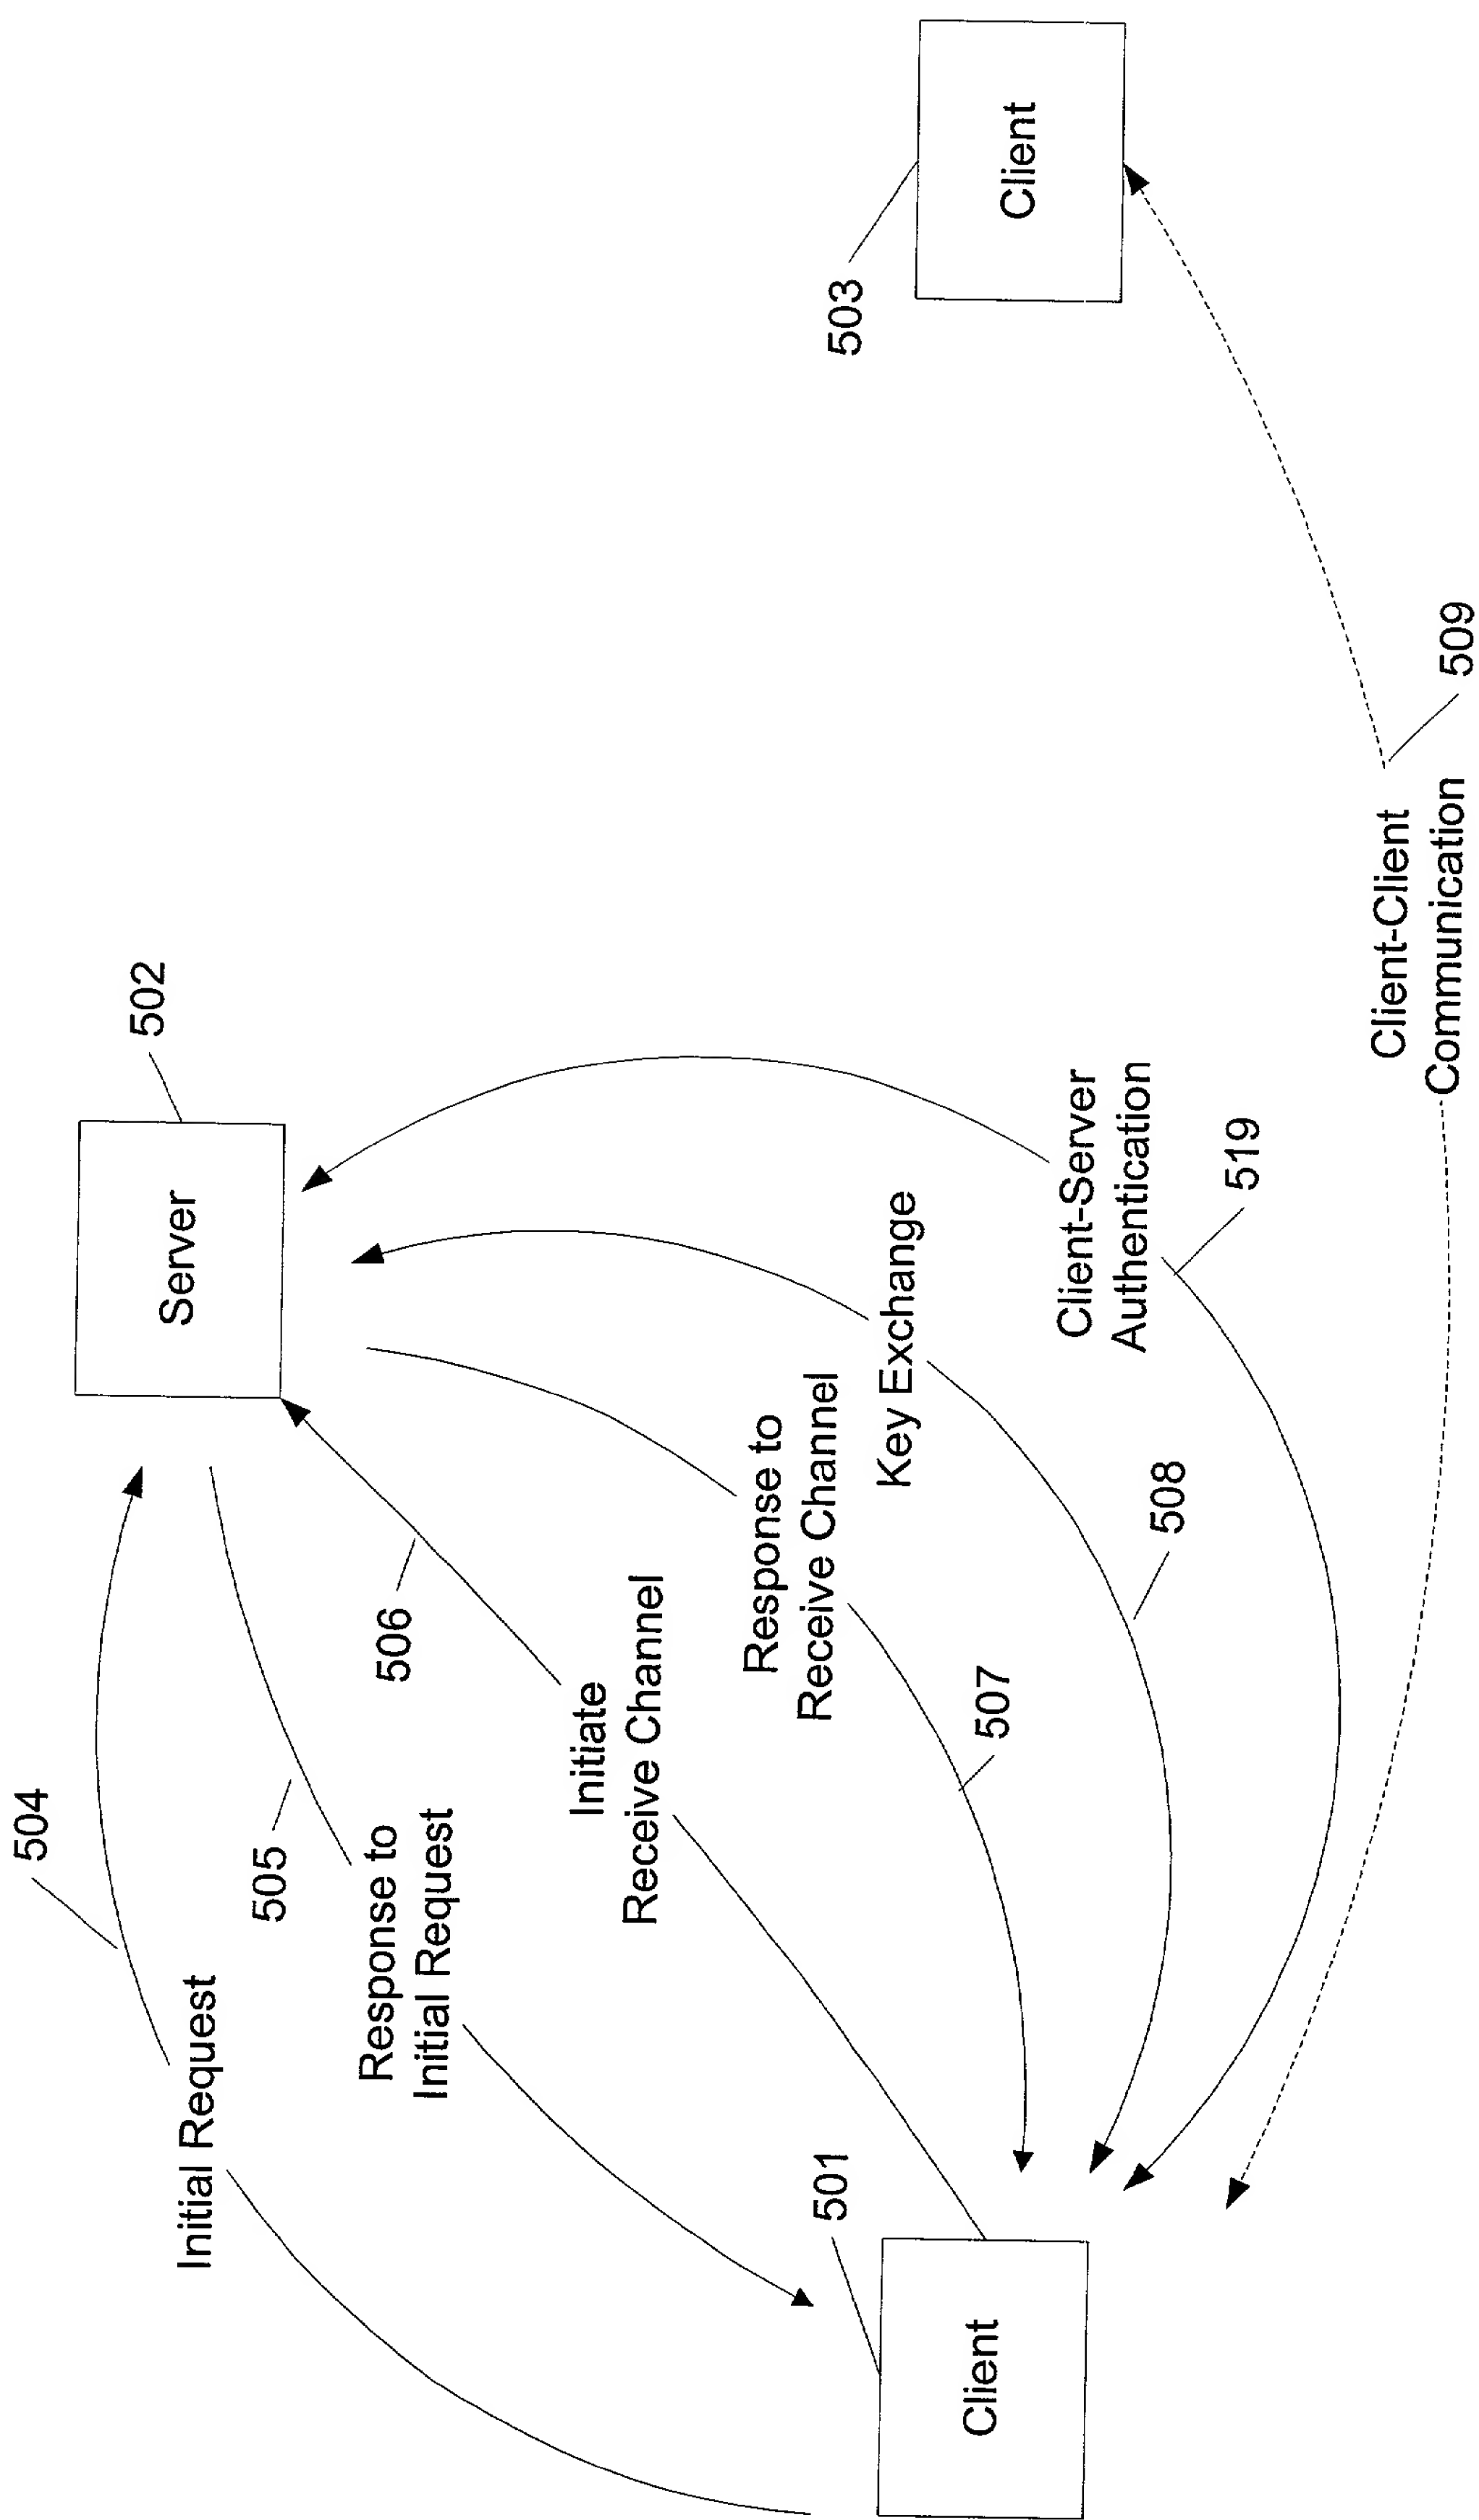 504
Initial Request
505
Response to
Initial Request
502
Server
506
Initiate
Receive Channel
Response to
Receive Channel
507
Key Exchange
508
Client-Server
Authentication
519
501
Client
503
Client
Client-Client
Communication
509